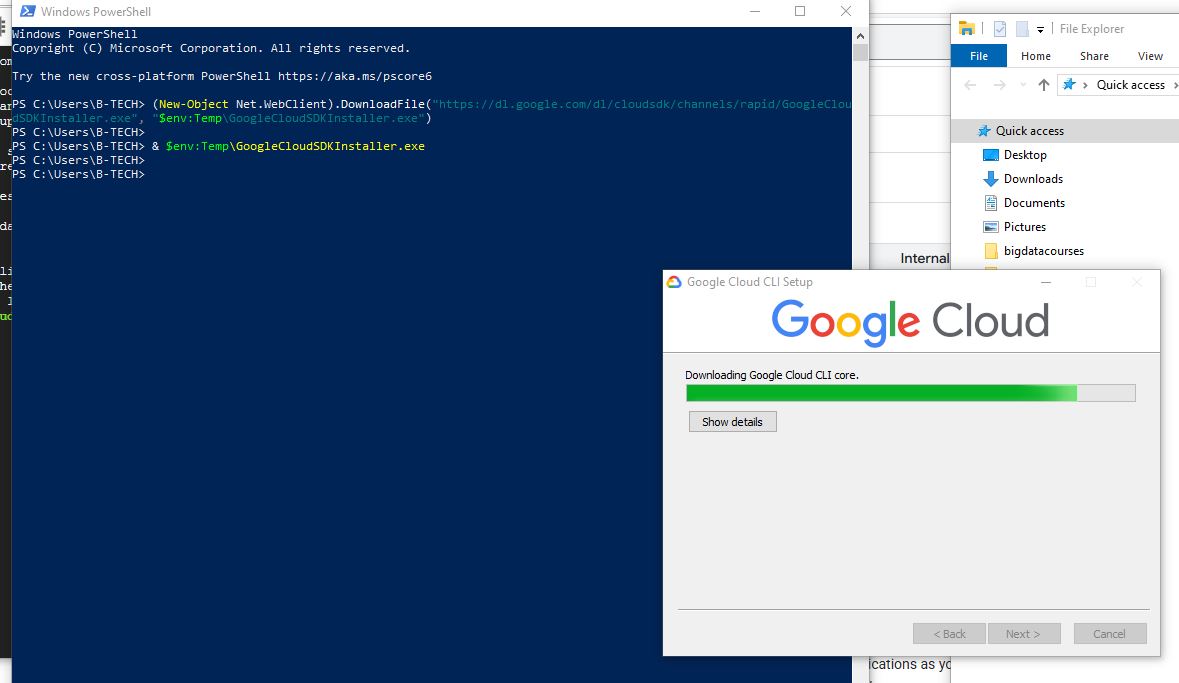 Windows PowerShell
Windows PowerShell
Copyright (C) Microsoft Corporation. All rights reserved.
Try the new cross-platform PowerShell https://aka.ms/pscore6
PS C:\Users\B-TECH> (New-Object Net.WebClient).DownloadFile("https://dl.google.com/dl/cloudsdk/channels/rapid/GoogleClou
dSDKInstaller.exe", "$env:Temp\GoogleCloudSDKInstaller.exe")
PS C:\Users\B-TECH>
PS C:\Users\B-TECH> & $env:Temp\GoogleCloudSDKInstaller.exe
PS C:\Users\B-TECH>
PS C:\Users\B-TECH>
File Explorer
File Home Share View
Quick access
Quick access
Desktop
Downloads
Documents
Pictures
bigdatacourses
Internal
Google Cloud CLI Setup
Google Cloud
Downloading Google Cloud CLI core.
Show details
< Back Next > Cancel
ications as yo